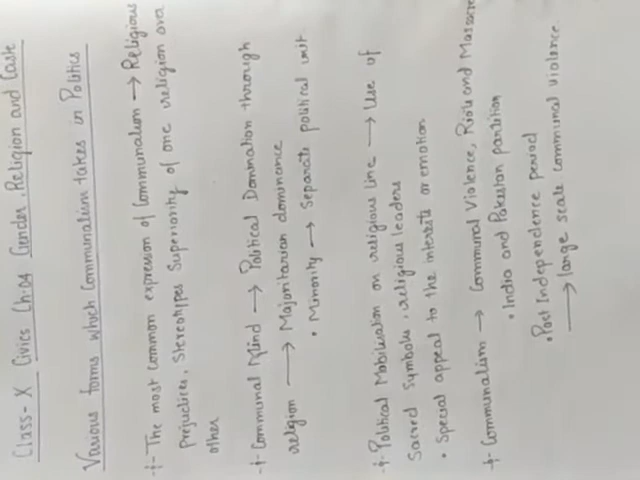 Class- X Civics Ch:04 Gender, Religion and Caste
Various forms which Communalism takes in Politics
-|- The most common expression of Communalism → Religious
Prejudices, Stereotypes Superiority of one religion over
other
-|- Communal Mind → Political Domination through
religion → Majoritarian dominance
• Minority → Separate political unit
-|- Political Mobilisation on religious line → Use of
Sacred Symbols, religious leaders
• Special appeal to the interests or emotion
-|- Communalism → Communal Violence, Riots and Massacre
• India and Pakistan partition
• Post Independence period
→ large scale communal violence.